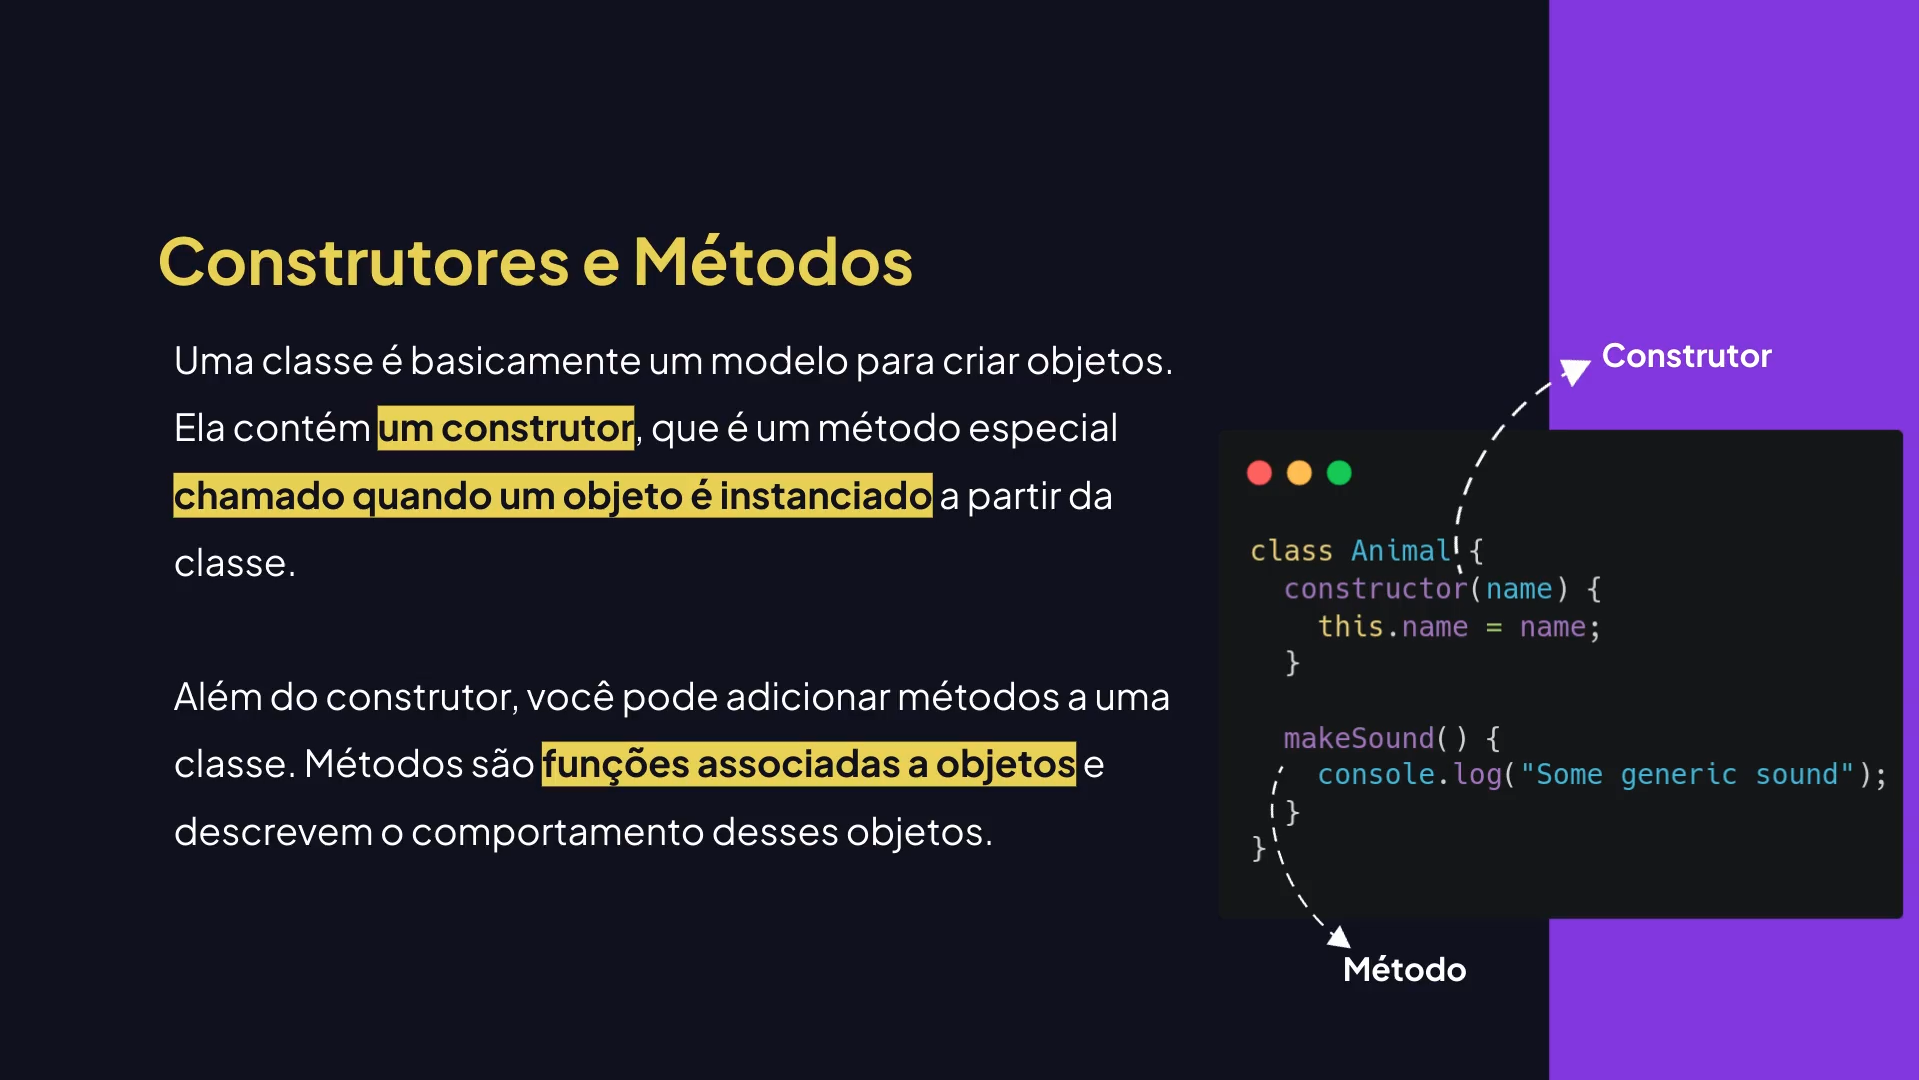 Construtores e Métodos
Uma classe é basicamente um modelo para criar objetos.
Ela contém um construtor, que é um método especial
chamado quando um objeto é instanciado a partir da
classe.
Além do construtor, você pode adicionar métodos a uma
classe. Métodos são funções associadas a objetos e
descrevem o comportamento desses objetos.
Construtor
class Animal {
  constructor(name) {
    this.name = name;
  }
  makeSound() {
    console.log("Some generic sound");
  }
}
Método